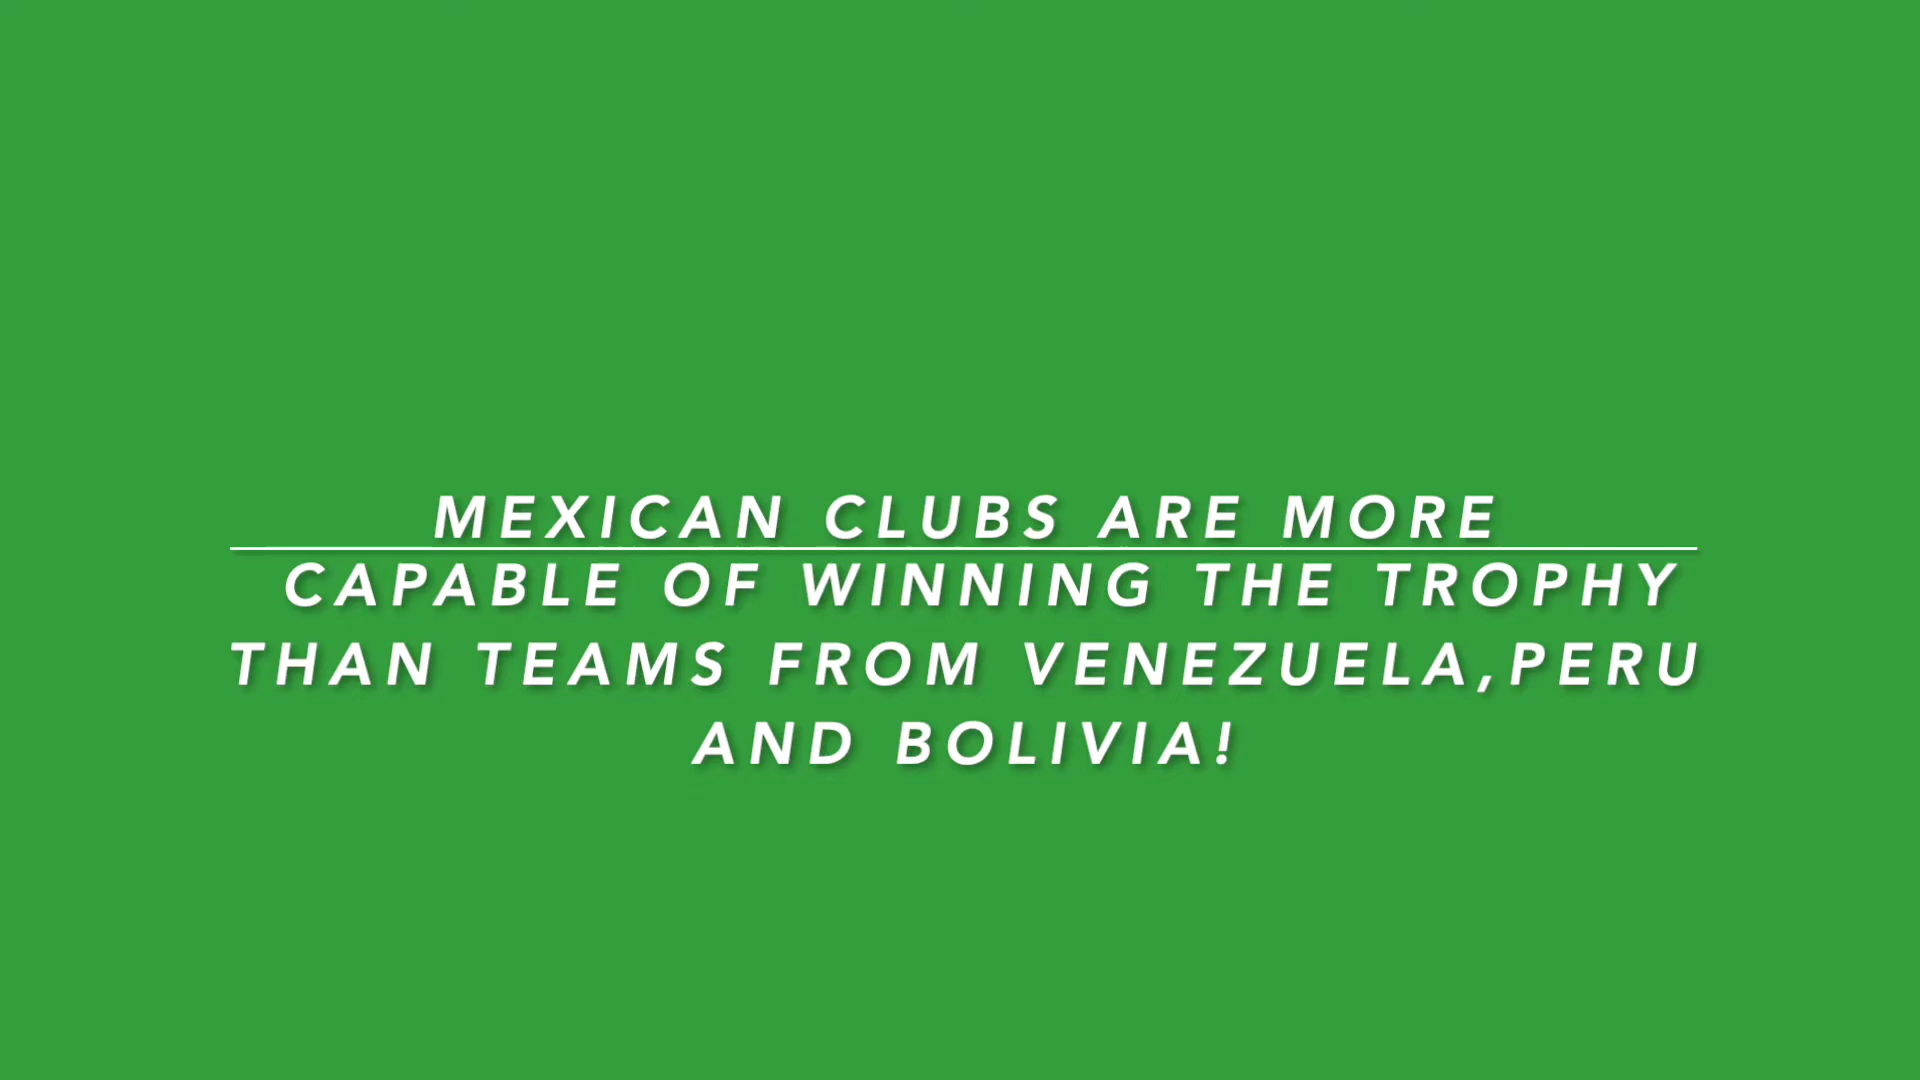 MEXICAN CLUBS ARE MORE
CAPABLE OF WINNING THE TROPHY
THAN TEAMS FROM VENEZUELA,PERU
AND BOLIVIA!